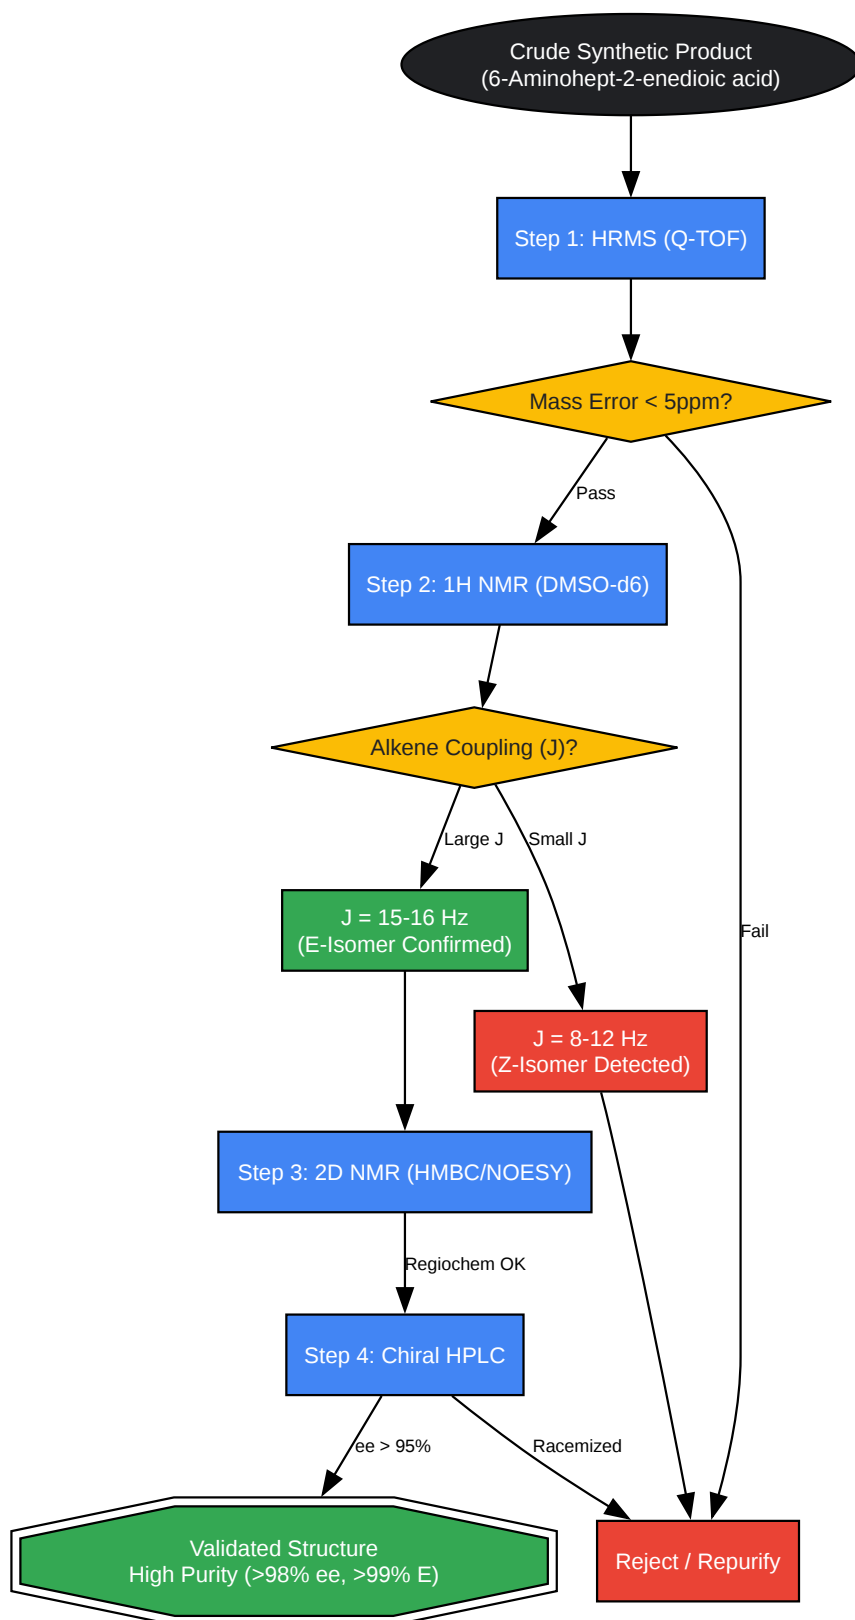 Crude Synthetic Product
(6-Aminohept-2-enedioic acid)
Step 1: HRMS (Q-TOF)
Mass Error < 5ppm?
Pass
Step 2: 1H NMR (DMSO-d6)
Alkene Coupling (J)?
Large J
Small J
J = 15-16 Hz
(E-Isomer Confirmed)
Fail
J = 8-12 Hz
(Z-Isomer Detected)
Step 3: 2D NMR (HMBC/NOESY)
Regiochem OK
Step 4: Chiral HPLC
ee > 95%
Racemized
Validated Structure
High Purity (>98% ee, >99% E)
Reject / Repurify